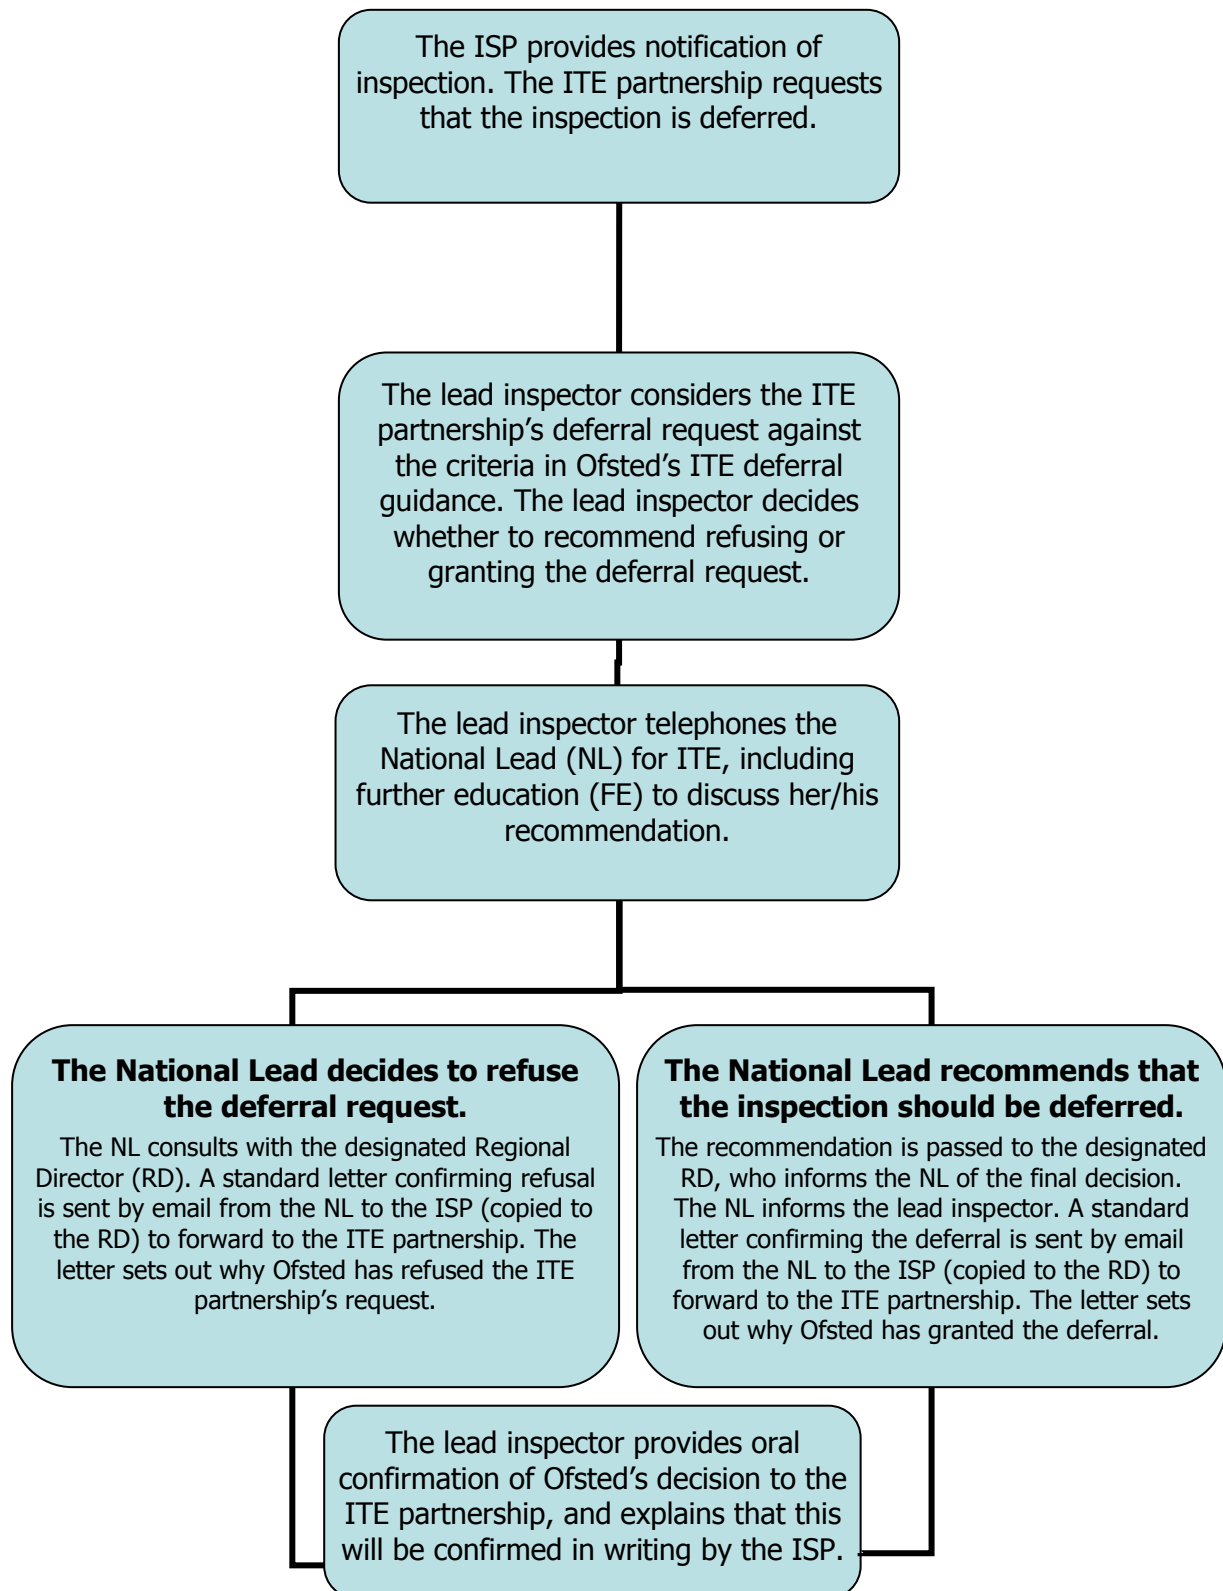 The ISP provides notification of
inspection. The ITE partnership requests
that the inspection is deferred.
The lead inspector considers the ITE
partnership’s deferral request against
the criteria in Ofsted’s ITE deferral
guidance. The lead inspector decides
whether to recommend refusing or
granting the deferral request.
The lead inspector telephones the
National Lead (NL) for ITE, including
further education (FE) to discuss her/his
recommendation.
The National Lead decides to refuse
the deferral request.
The NL consults with the designated Regional
Director (RD). A standard letter confirming refusal
is sent by email from the NL to the ISP (copied to
the RD) to forward to the ITE partnership. The
letter sets out why Ofsted has refused the ITE
partnership’s request.
The National Lead recommends that
the inspection should be deferred.
The recommendation is passed to the designated
RD, who informs the NL of the final decision.
The NL informs the lead inspector. A standard
letter confirming the deferral is sent by email
from the NL to the ISP (copied to the RD) to
forward to the ITE partnership. The letter sets
out why Ofsted has granted the deferral.
The lead inspector provides oral
confirmation of Ofsted’s decision to the
ITE partnership, and explains that this
will be confirmed in writing by the ISP.